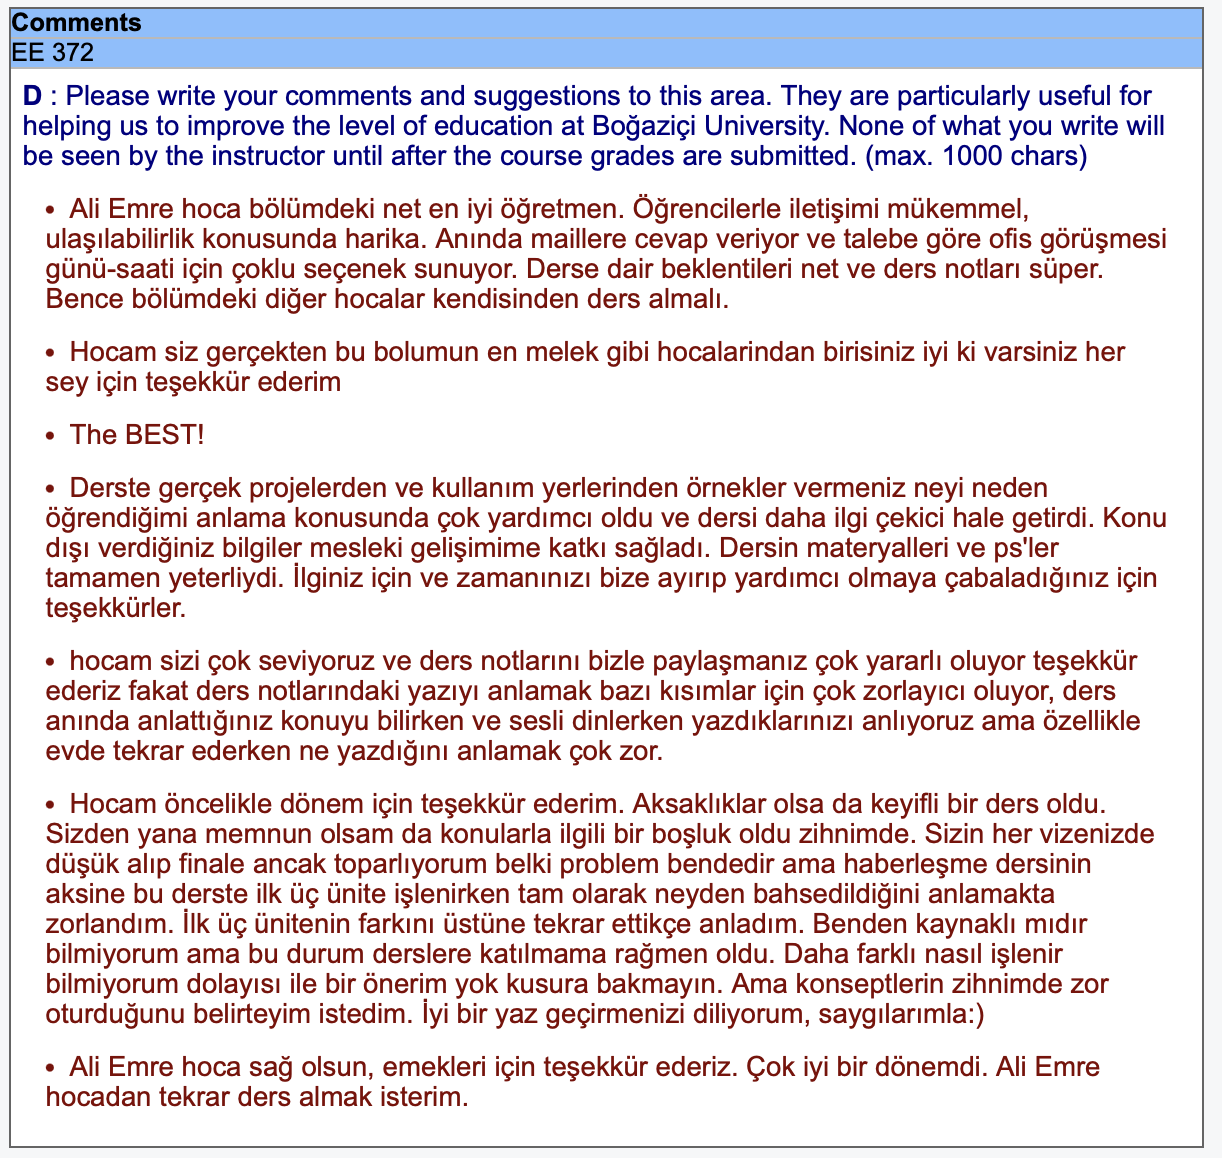 Comments
EE 372
D : Please write your comments and suggestions to this area. They are particularly useful for
helping us to improve the level of education at Boğaziçi University. None of what you write will
be seen by the instructor until after the course grades are submitted. (max. 1000 chars)
• Ali Emre hoca bölümdeki net en iyi öğretmen. Öğrencilerle iletişimi mükemmel,
ulaşılabilirlik konusunda harika. Anında maillere cevap veriyor ve talebe göre ofis görüşmesi
günü-saati için çoklu seçenek sunuyor. Derse dair beklentileri net ve ders notları süper.
Bence bölümdeki diğer hocalar kendisinden ders almalı.
• Hocam siz gerçekten bu bolumun en melek gibi hocalarindan birisiniz iyi ki varsiniz her
sey için teşekkür ederim
• The BEST!
• Derste gerçek projelerden ve kullanım yerlerinden örnekler vermeniz neyi neden
öğrendiğimi anlama konusunda çok yardımcı oldu ve dersi daha ilgi çekici hale getirdi. Konu
dışı verdiğiniz bilgiler mesleki gelişimime katkı sağladı. Dersin materyalleri ve ps'ler
tamamen yeterliydi. İlginiz için ve zamanınızı bize ayırıp yardımcı olmaya çabaladığınız için
teşekkürler.
• hocam sizi çok seviyoruz ve ders notlarını bizle paylaşmanız çok yararlı oluyor teşekkür
ederiz fakat ders notlarındaki yazıyı anlamak bazı kısımlar için çok zorlayıcı oluyor, ders
anında anlattığınız konuyu bilirken ve sesli dinlerken yazdıklarınızı anlıyoruz ama özellikle
evde tekrar ederken ne yazdığını anlamak çok zor.
• Hocam öncelikle dönem için teşekkür ederim. Aksaklıklar olsa da keyifli bir ders oldu.
Sizden yana memnun olsam da konularla ilgili bir boşluk oldu zihnimde. Sizin her vizenizde
düşük alıp finale ancak toparlıyorum belki problem bendedir ama haberleşme dersinin
aksine bu derste ilk üç ünite işlenirken tam olarak neyden bahsedildiğini anlamakta
zorlandım. İlk üç ünitenin farkını üstüne tekrar ettikçe anladım. Benden kaynaklı mıdır
bilmiyorum ama bu durum derslere katılmama rağmen oldu. Daha farklı nasıl işlenir
bilmiyorum dolayısı ile bir önerim yok kusura bakmayın. Ama konseptlerin zihnimde zor
oturduğunu belirteyim istedim. İyi bir yaz geçirmenizi diliyorum, saygılarımla:)
• Ali Emre hoca sağ olsun, emekleri için teşekkür ederiz. Çok iyi bir dönemdi. Ali Emre
hocadan tekrar ders almak isterim.